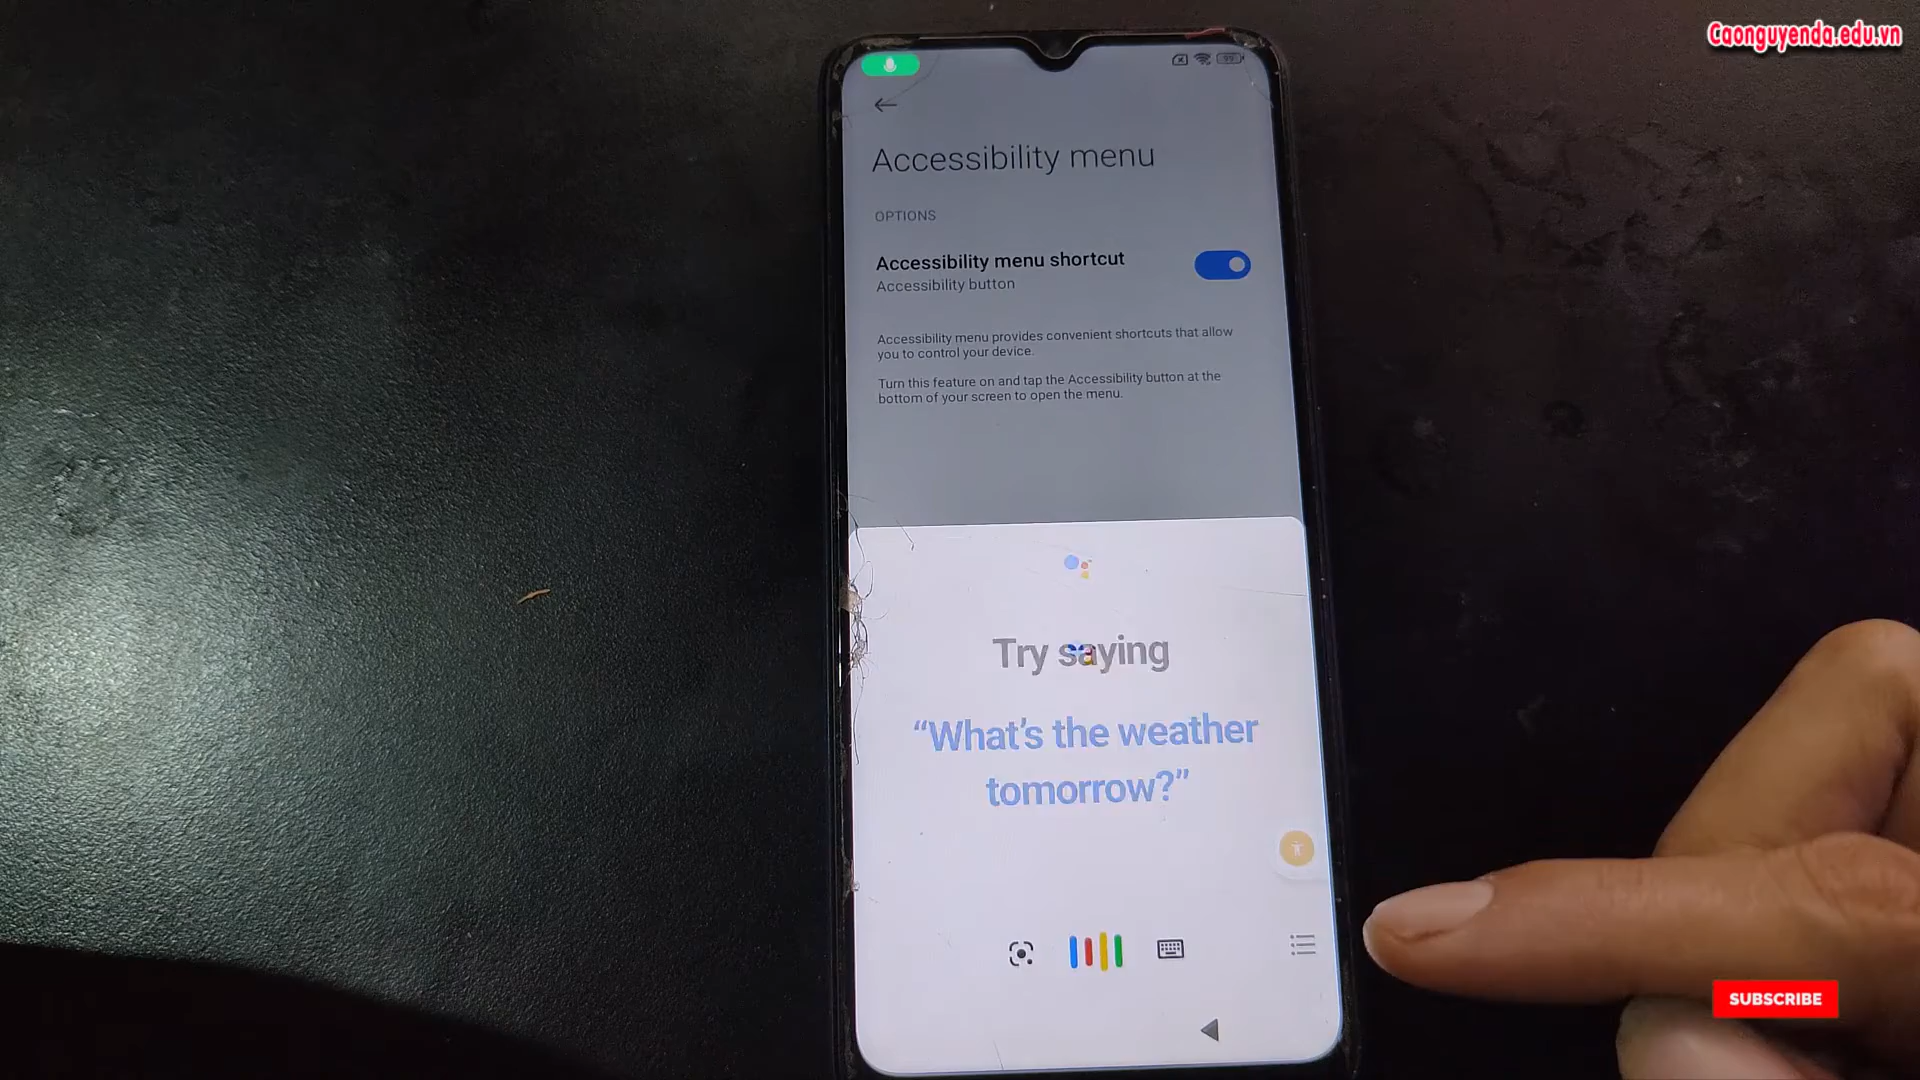 Caonguyenda.edu.vn
Accessibility menu
OPTIONS
Accessibility menu shortcut
Accessibility button
Accessibility menu provides convenient shortcuts that allow
you to control your device.
Turn this feature on and tap the Accessibility button at the
bottom of your screen to open the menu.
Try saying
“What’s the weather
tomorrow?”
SUBSCRIBE